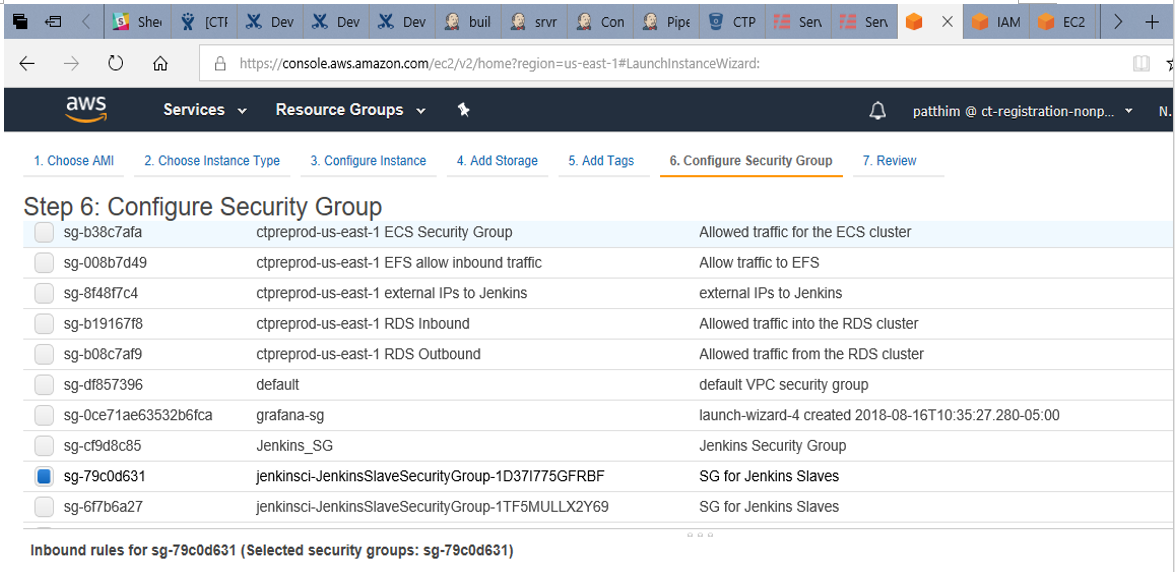 She
[CTF
Dev
Dev
Dev
buil
srvr
Con
Pipe
CTP
Serv
Serv
IAM
EC2
https://console.aws.amazon.com/ec2/v2/home?region=us-east-1#LaunchInstanceWizard:
aws
Services
Resource Groups
patthim @ ct-registration-nonp...
N.
1. Choose AMI
2. Choose Instance Type
3. Configure Instance
4. Add Storage
5. Add Tags
6. Configure Security Group
7. Review
Step 6: Configure Security Group
sg-b38c7afa ctpreprod-us-east-1 ECS Security Group Allowed traffic for the ECS cluster
sg-008b7d49 ctpreprod-us-east-1 EFS allow inbound traffic Allow traffic to EFS
sg-8f48f7c4 ctpreprod-us-east-1 external IPs to Jenkins external IPs to Jenkins
sg-b19167f8 ctpreprod-us-east-1 RDS Inbound Allowed traffic into the RDS cluster
sg-b08c7af9 ctpreprod-us-east-1 RDS Outbound Allowed traffic from the RDS cluster
sg-df857396 default default VPC security group
sg-0ce71ae63532b6fca grafana-sg launch-wizard-4 created 2018-08-16T10:35:27.280-05:00
sg-cf9d8c85 Jenkins_SG Jenkins Security Group
sg-79c0d631 jenkinsci-JenkinsSlaveSecurityGroup-1D37I775GFRBF SG for Jenkins Slaves
sg-6f7b6a27 jenkinsci-JenkinsSlaveSecurityGroup-1TF5MULLX2Y69 SG for Jenkins Slaves
Inbound rules for sg-79c0d631 (Selected security groups: sg-79c0d631)